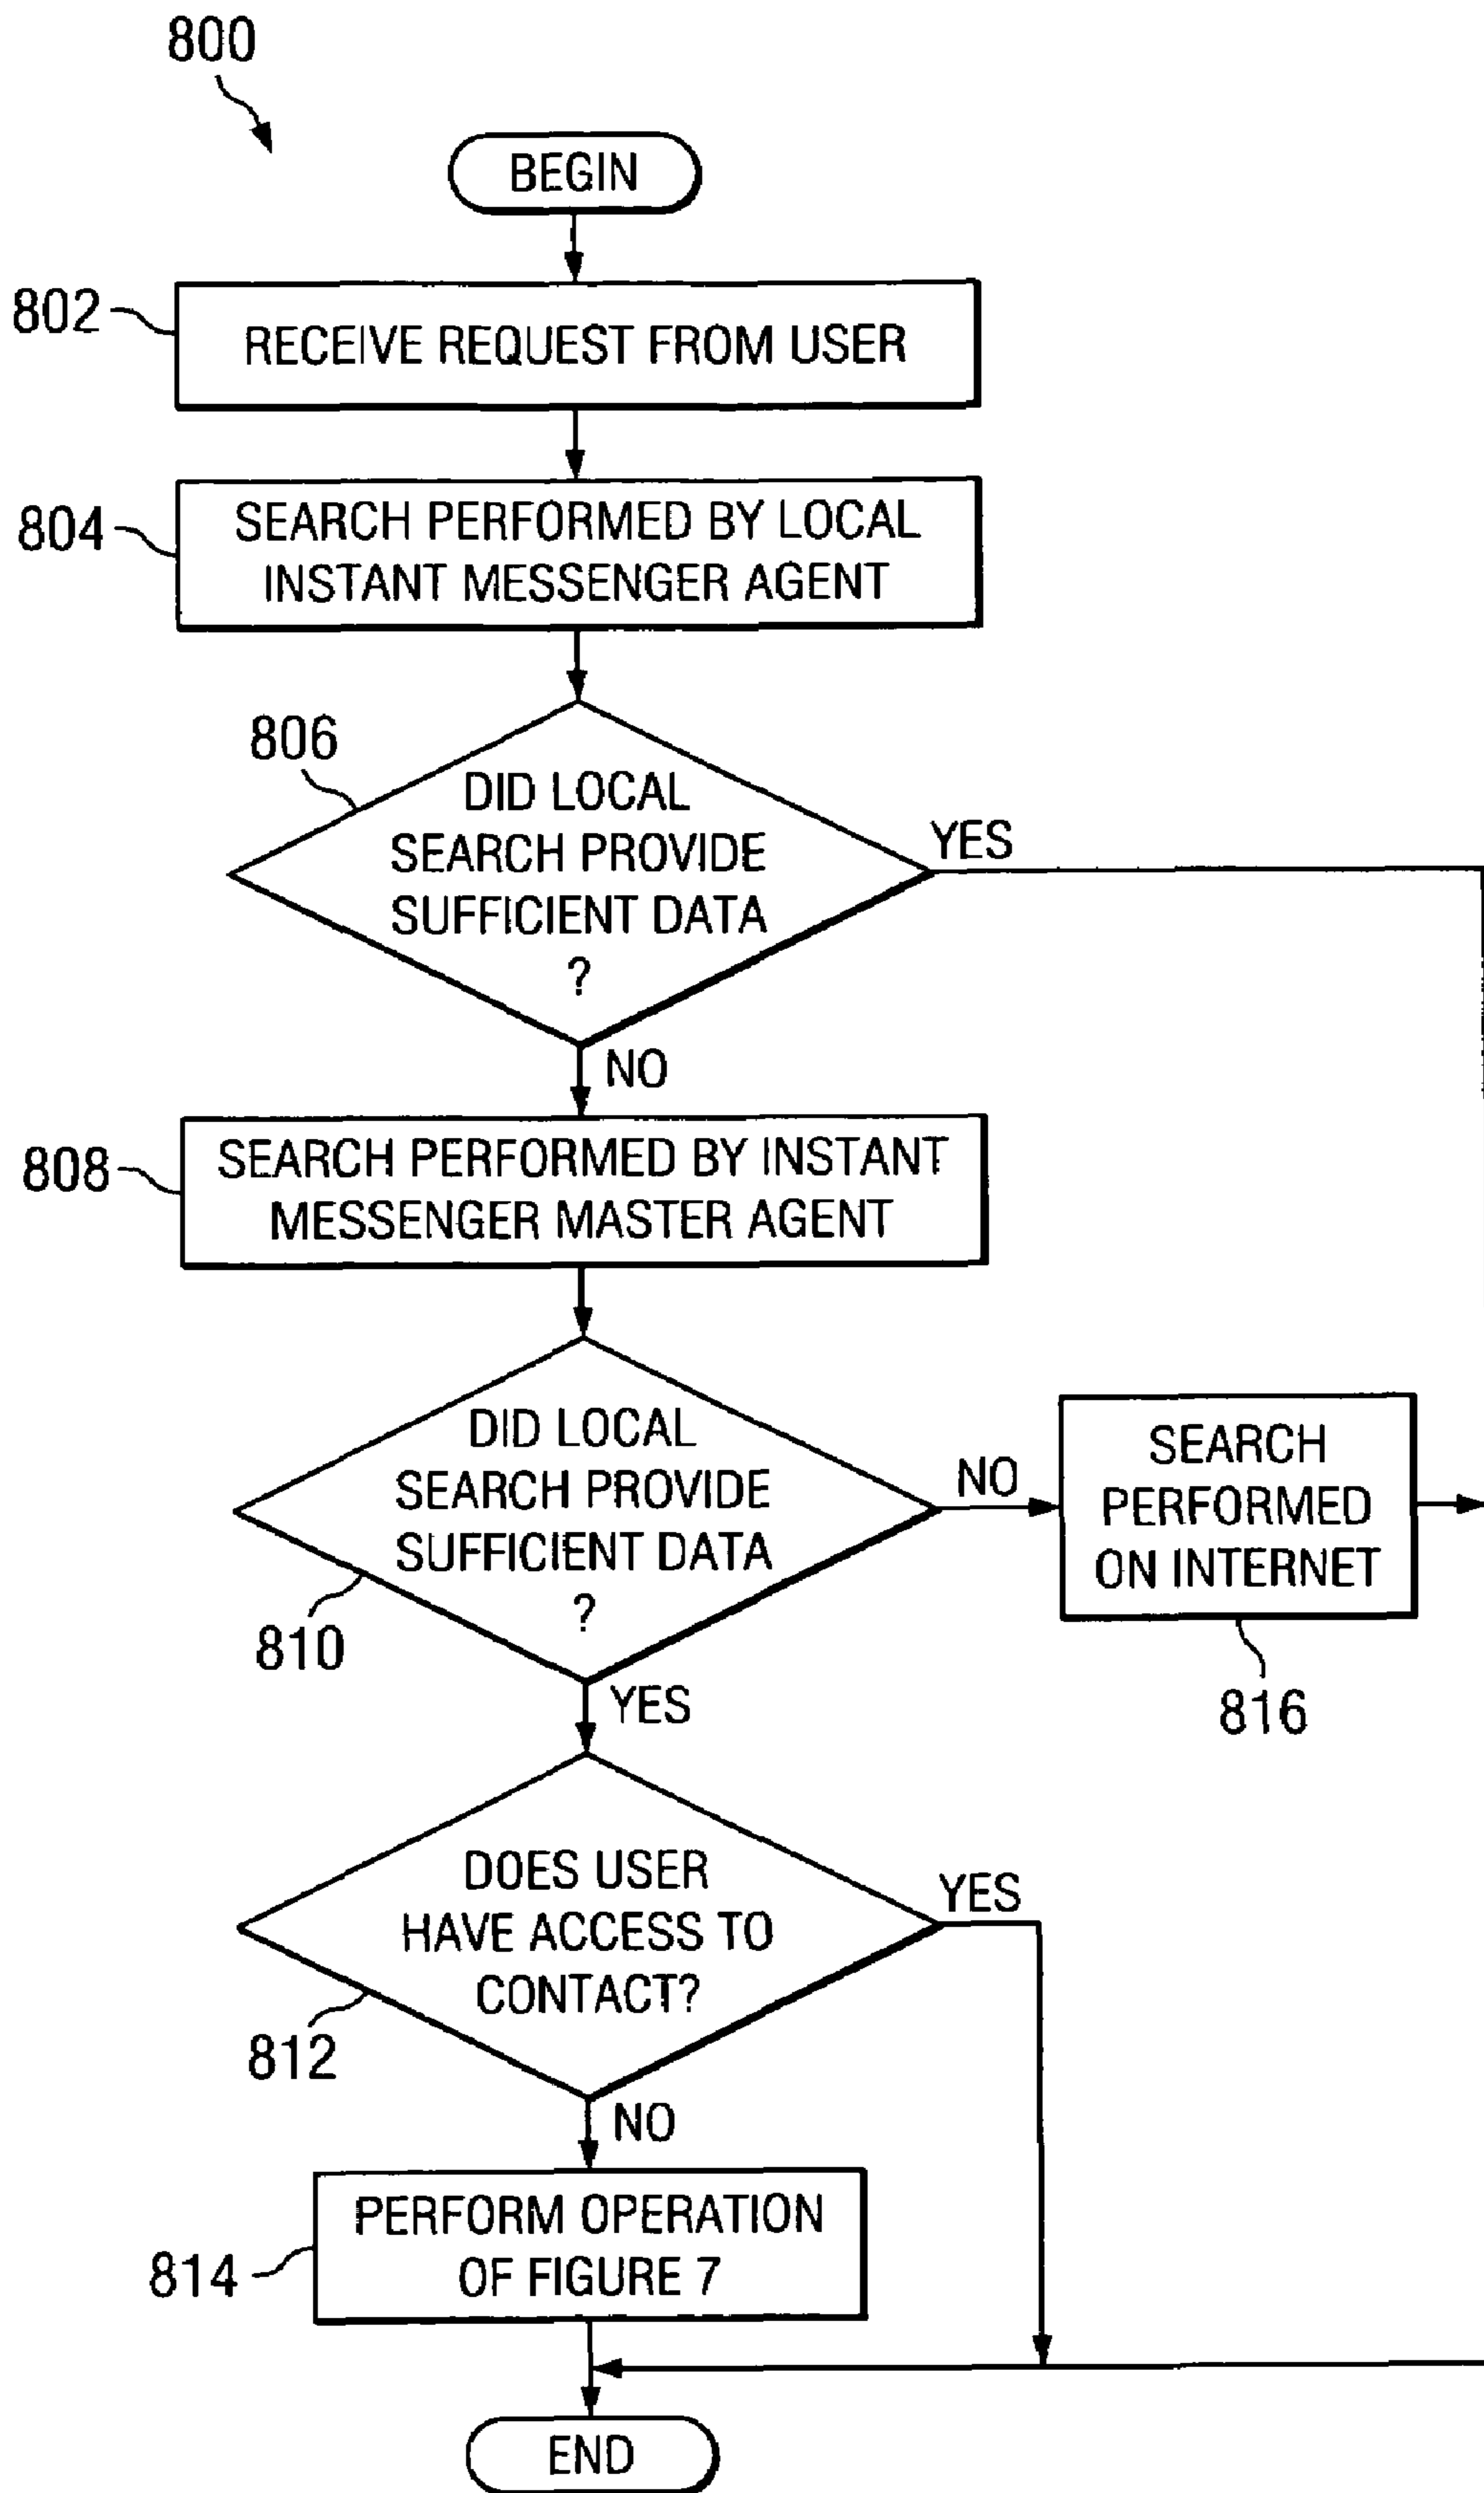 800
BEGIN
802
RECEIVE REQUEST FROM USER
804
SEARCH PERFORMED BY LOCAL
INSTANT MESSENGER AGENT
806
DID LOCAL
SEARCH PROVIDE
SUFFICIENT DATA
?
YES
NO
808
SEARCH PERFORMED BY INSTANT
MESSENGER MASTER AGENT
DID LOCAL
SEARCH PROVIDE
SUFFICIENT DATA
?
810
NO
SEARCH
PERFORMED
ON INTERNET
816
YES
DOES USER
HAVE ACCESS TO
CONTACT?
812
YES
NO
PERFORM OPERATION
OF FIGURE 7
814
END